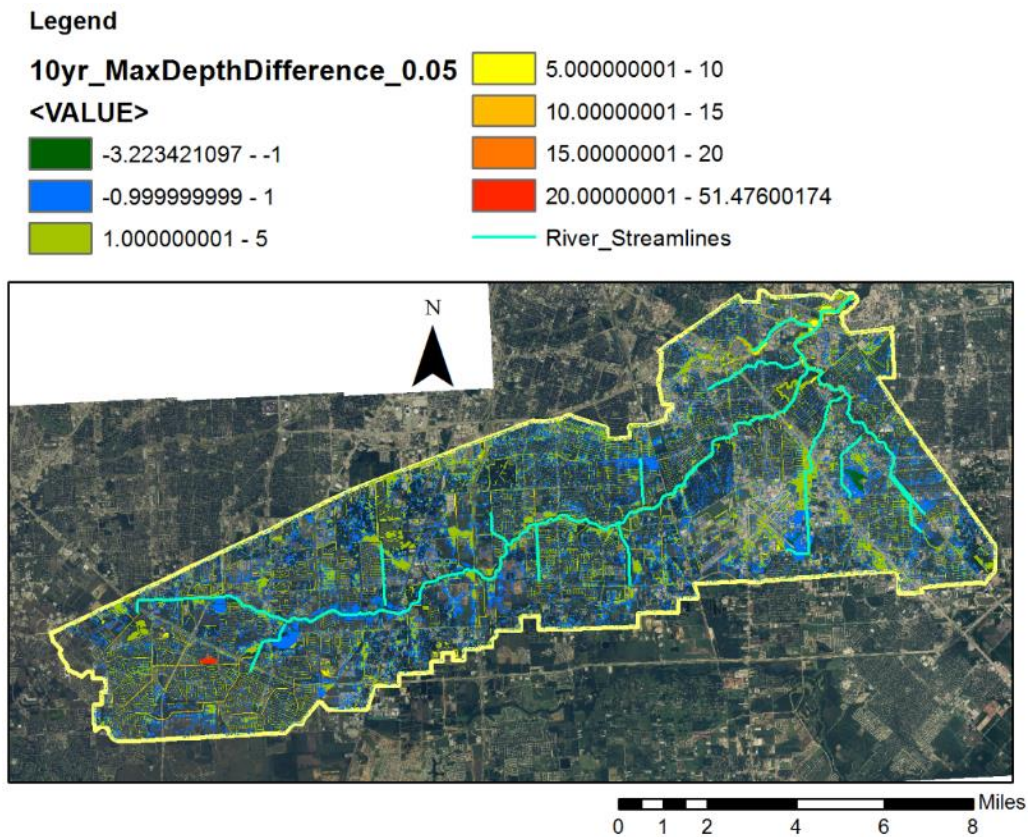 Legend
10yr_MaxDepthDifference_0.05
<VALUE>
-3.223421097 - -1
-0.999999999 - 1
1.000000001 - 5
5.000000001 - 10
10.00000001 - 15
15.00000001 - 20
20.00000001 - 51.47600174
River_Streamlines
N
Miles
0 1 2 4 6 8